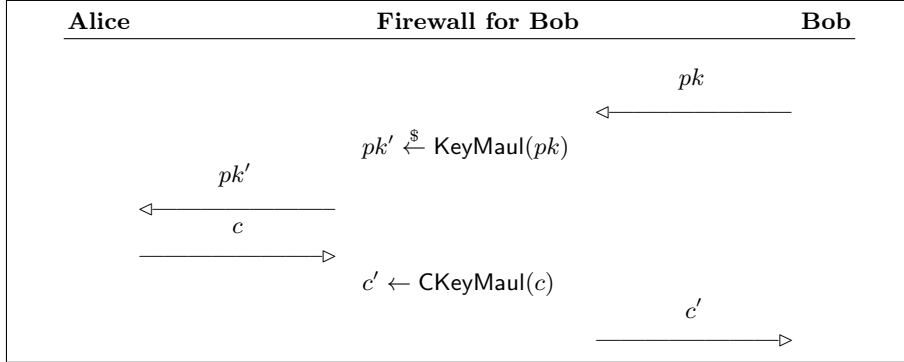 Alice Firewall for Bob Bob
pk
pk′ ←$ KeyMaul(pk)
pk′
c
c′ ← CKeyMaul(c)
c′